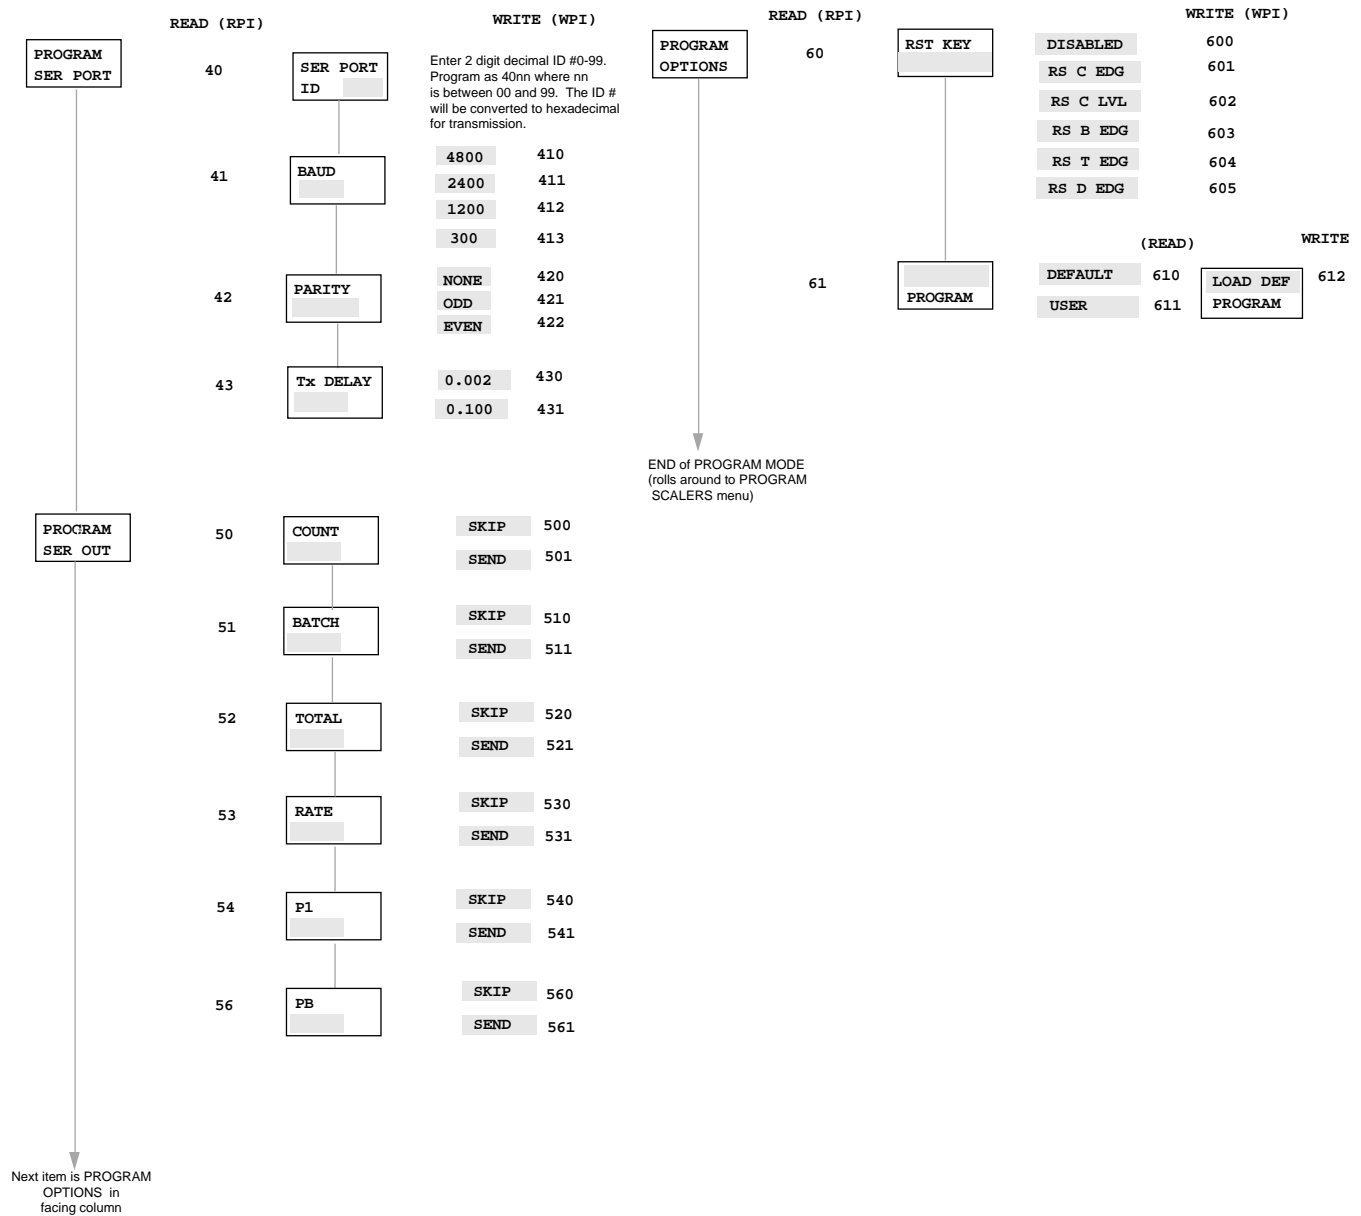 READ (RPI)
WRITE (WPI)
PROGRAM
SER PORT
40
SER PORT
ID
Enter 2 digit decimal ID #0-99.
Program as 40nn where nn
is between 00 and 99. The ID #
will be converted to hexadecimal
for transmission.
41
BAUD
4800 410
2400 411
1200 412
300 413
42
PARITY
NONE 420
ODD 421
EVEN 422
43
Tx DELAY
0.002 430
0.100 431
PROGRAM
SER OUT
50
COUNT
SKIP 500
SEND 501
51
BATCH
SKIP 510
SEND 511
52
TOTAL
SKIP 520
SEND 521
53
RATE
SKIP 530
SEND 531
54
P1
SKIP 540
SEND 541
56
PB
SKIP 560
SEND 561
Next item is PROGRAM
OPTIONS in
facing column
READ (RPI)
WRITE (WPI)
PROGRAM
OPTIONS
60
RST KEY
DISABLED 600
RS C EDG 601
RS C LVL 602
RS B EDG 603
RS T EDG 604
RS D EDG 605
(READ) WRITE
61
PROGRAM
DEFAULT 610
USER 611
LOAD DEF 612
PROGRAM
END of PROGRAM MODE
(rolls around to PROGRAM
SCALERS menu)